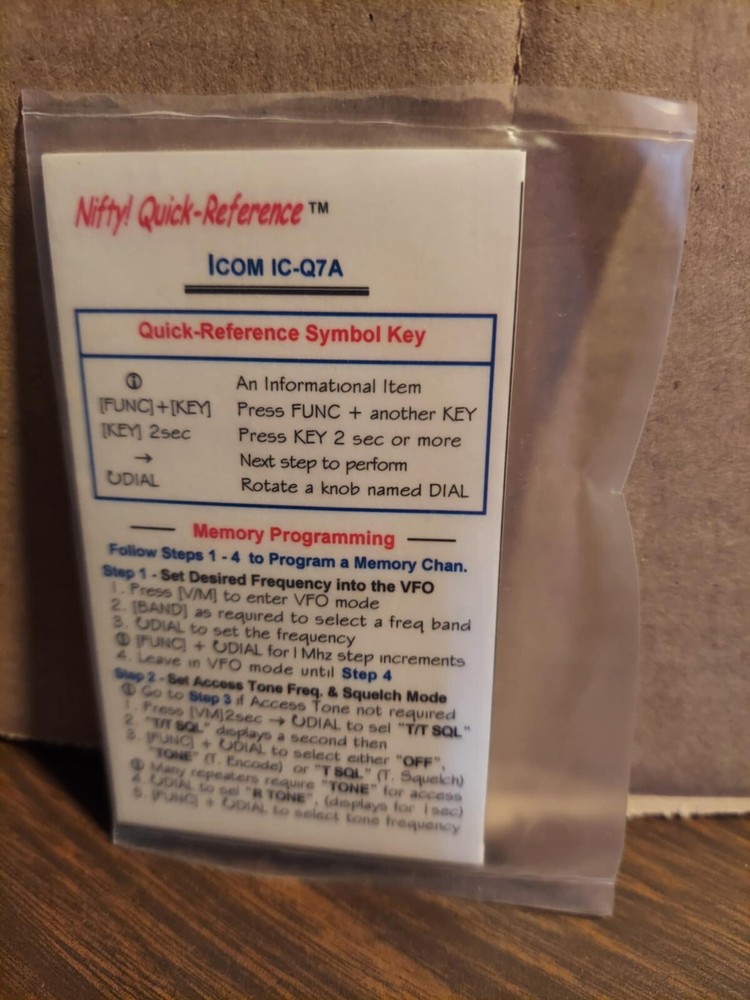 Nifty! Quick-Reference™
ICOM IC-Q7A
Quick-Reference Symbol Key
ⓘ An Informational Item
[FUNC]+[KEY] Press FUNC + another KEY
[KEY] 2sec Press KEY 2 sec or more
→ Next step to perform
↻DIAL Rotate a knob named DIAL
Memory Programming
Follow Steps 1 - 4 to Program a Memory Chan.
Step 1 - Set Desired Frequency into the VFO
1. Press [V/M] to enter VFO mode
2. [BAND] as required to select a freq band
3. ↻DIAL to set the frequency
ⓘ [FUNC] + ↻DIAL for 1 Mhz step increments
4. Leave in VFO mode until Step 4
Step 2 - Set Access Tone Freq. & Squelch Mode
ⓘ Go to Step 3 if Access Tone not required
1. Press [VM]2sec → ↻DIAL to sel "T/T SQL"
2. "T/T SQL" displays a second then
3. [FUNC] + ↻DIAL to select either "OFF",
"TONE" (T. Encode) or "T SQL" (T. Squelch)
ⓘ Many repeaters require "TONE" for access
4. ↻DIAL to sel "R TONE", (displays for 1sec)
5. [FUNC] + ↻DIAL to select tone frequency